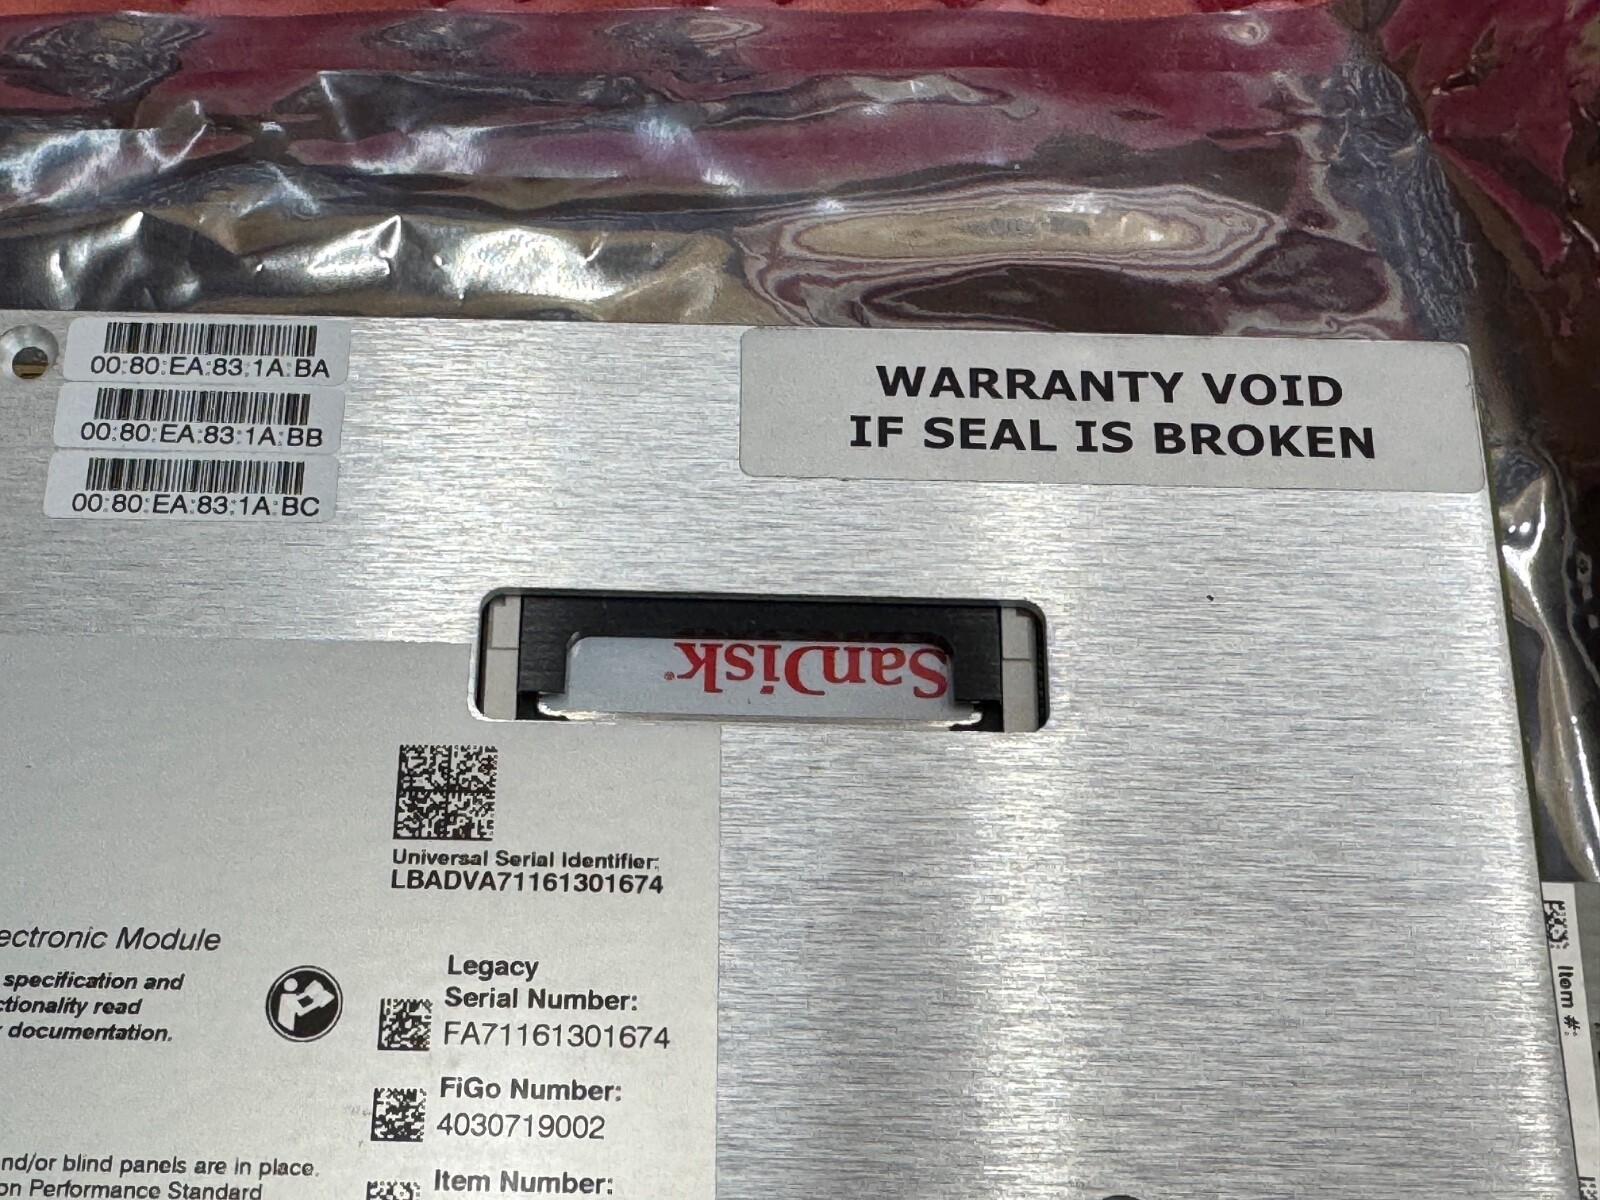 00:80:EA:83:1A:BA
00:80:EA:83:1A:BB
00:80:EA:83:1A:BC
WARRANTY VOID
IF SEAL IS BROKEN
SanDisk
Universal Serial Identifier:
LBADVA71161301674
ectronic Module
specification and
ctionality read
documentation.
Legacy
Serial Number:
FA71161301674
FiGo Number:
4030719002
nd/or blind panels are in place.
on Performance Standard
Item Number:
Item #: